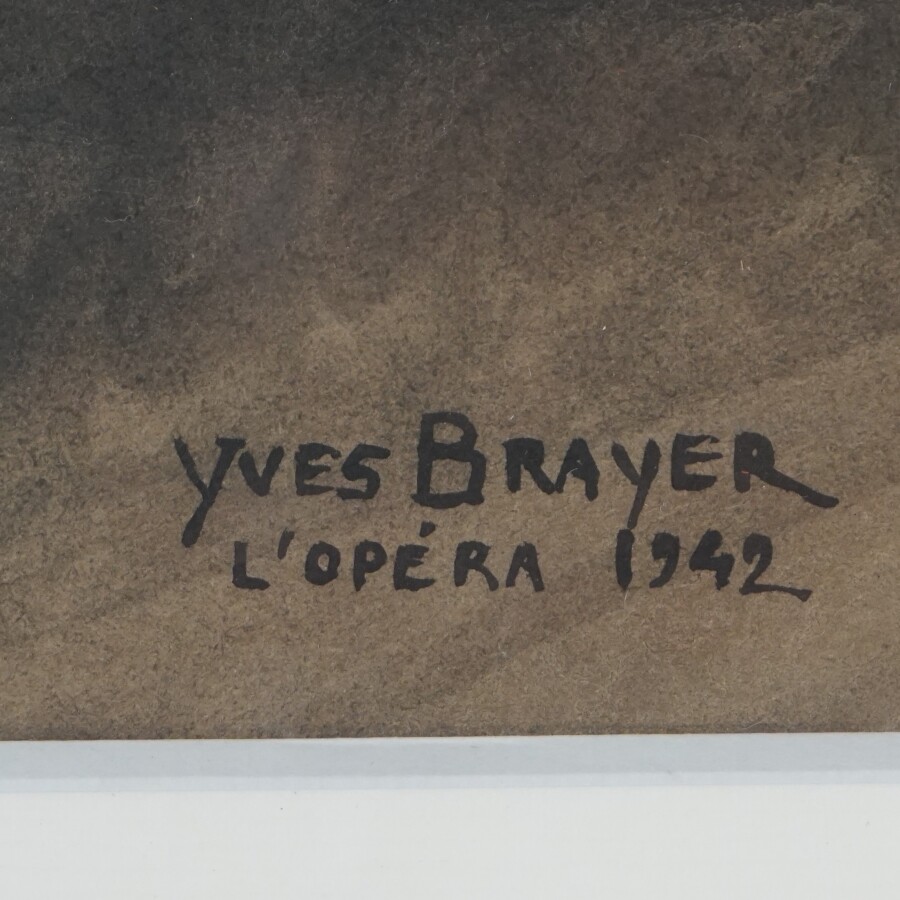 YVES BRAYER
L'OPÉRA 1942